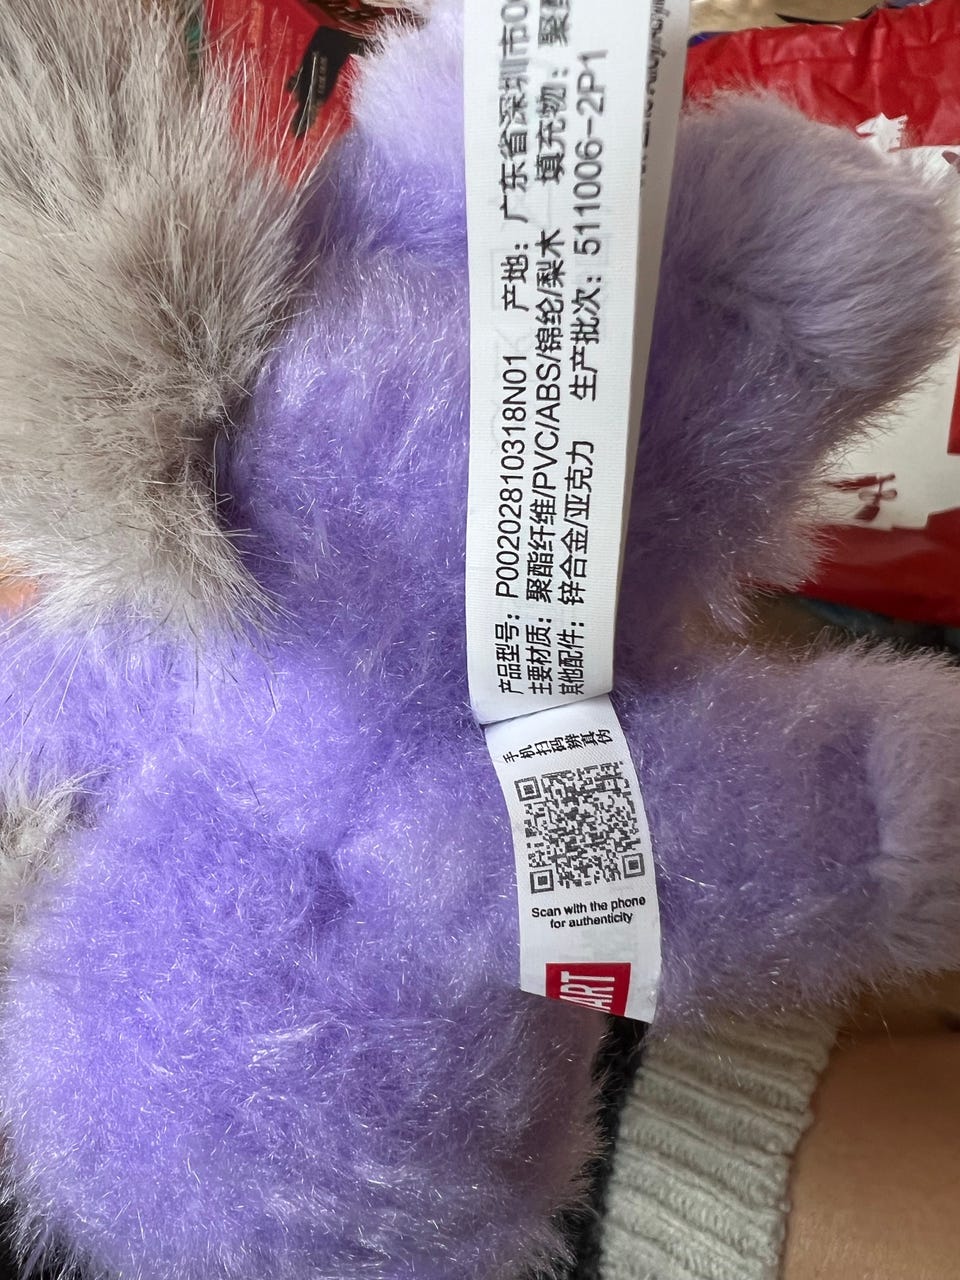 产品型号：P00202810318N01 产地：广东省深圳市
主要材质：聚酯纤维/PVC/ABS/锦纶/梨木 填充物：聚
其他配件：锌合金/亚克力 生产批次：511006-2P1
手机扫码辨真伪
Scan with the phone
for authenticity
ART